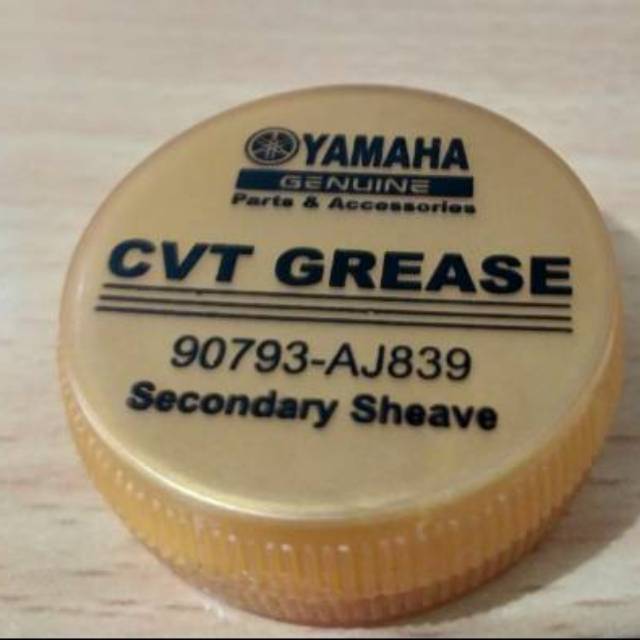 YAMAHA
GENUINE
Parts & Accessories
CVT GREASE
90793-AJ839
Secondary Sheave